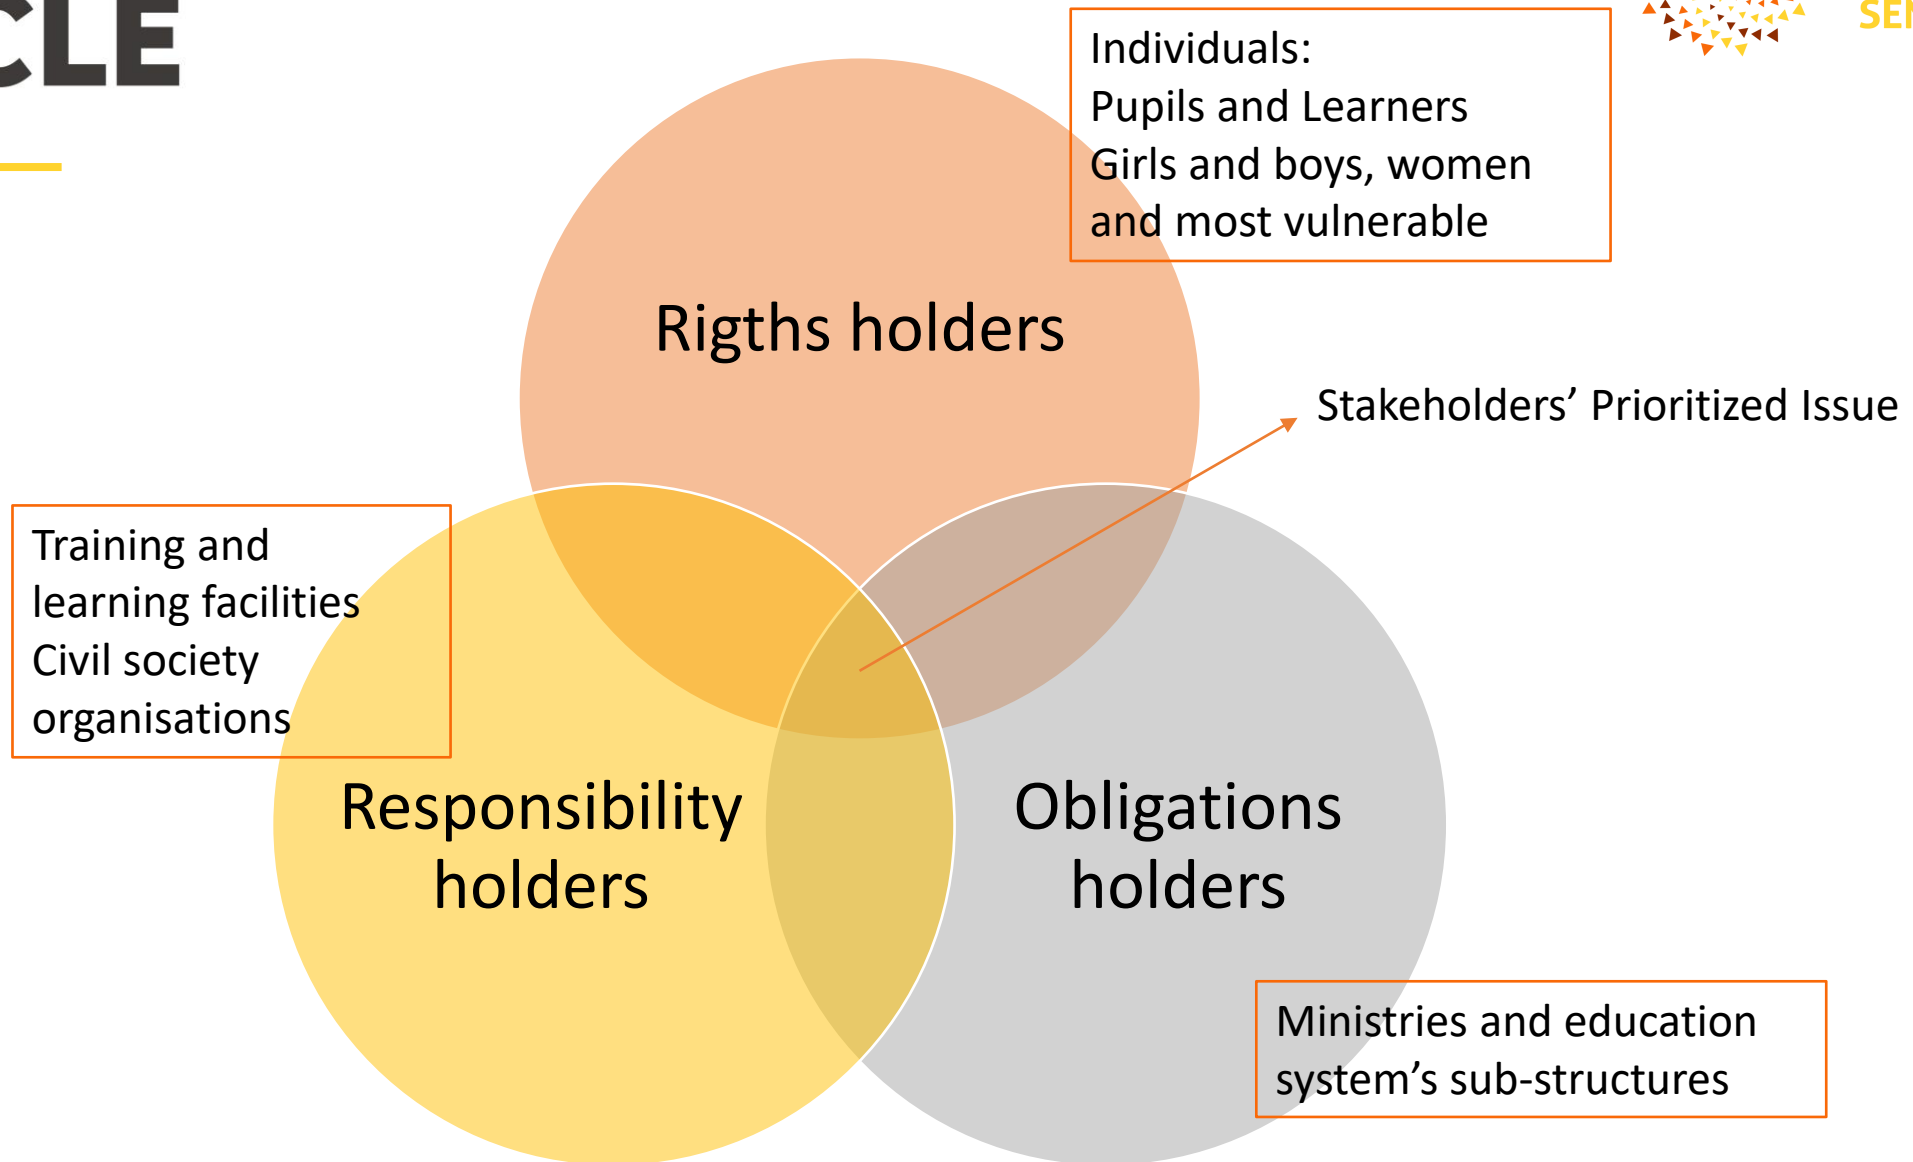 CLE
SEN
Individuals:
Pupils and Learners
Girls and boys, women
and most vulnerable
Rigths holders
Stakeholders’ Prioritized Issue
Training and
learning facilities
Civil society
organisations
Responsibility
holders
Obligations
holders
Ministries and education
system’s sub-structures